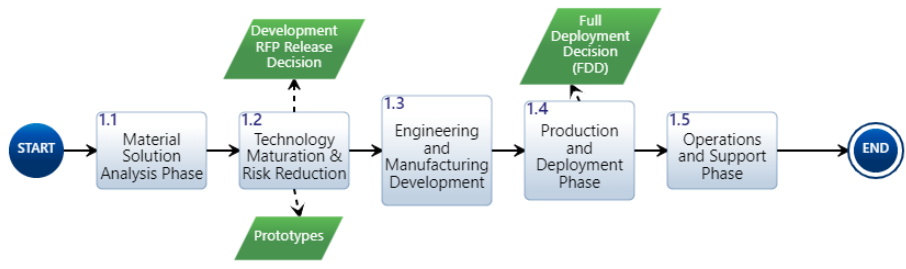 Development
RFP Release
Decision
Full
Deployment
Decision
(FDD)
START
1.1
Material
Solution
Analysis Phase
1.2
Technology
Maturation &
Risk Reduction
1.3
Engineering
and
Manufacturing
Development
1.4
Production
and
Deployment
Phase
1.5
Operations
and Support
Phase
END
Prototypes